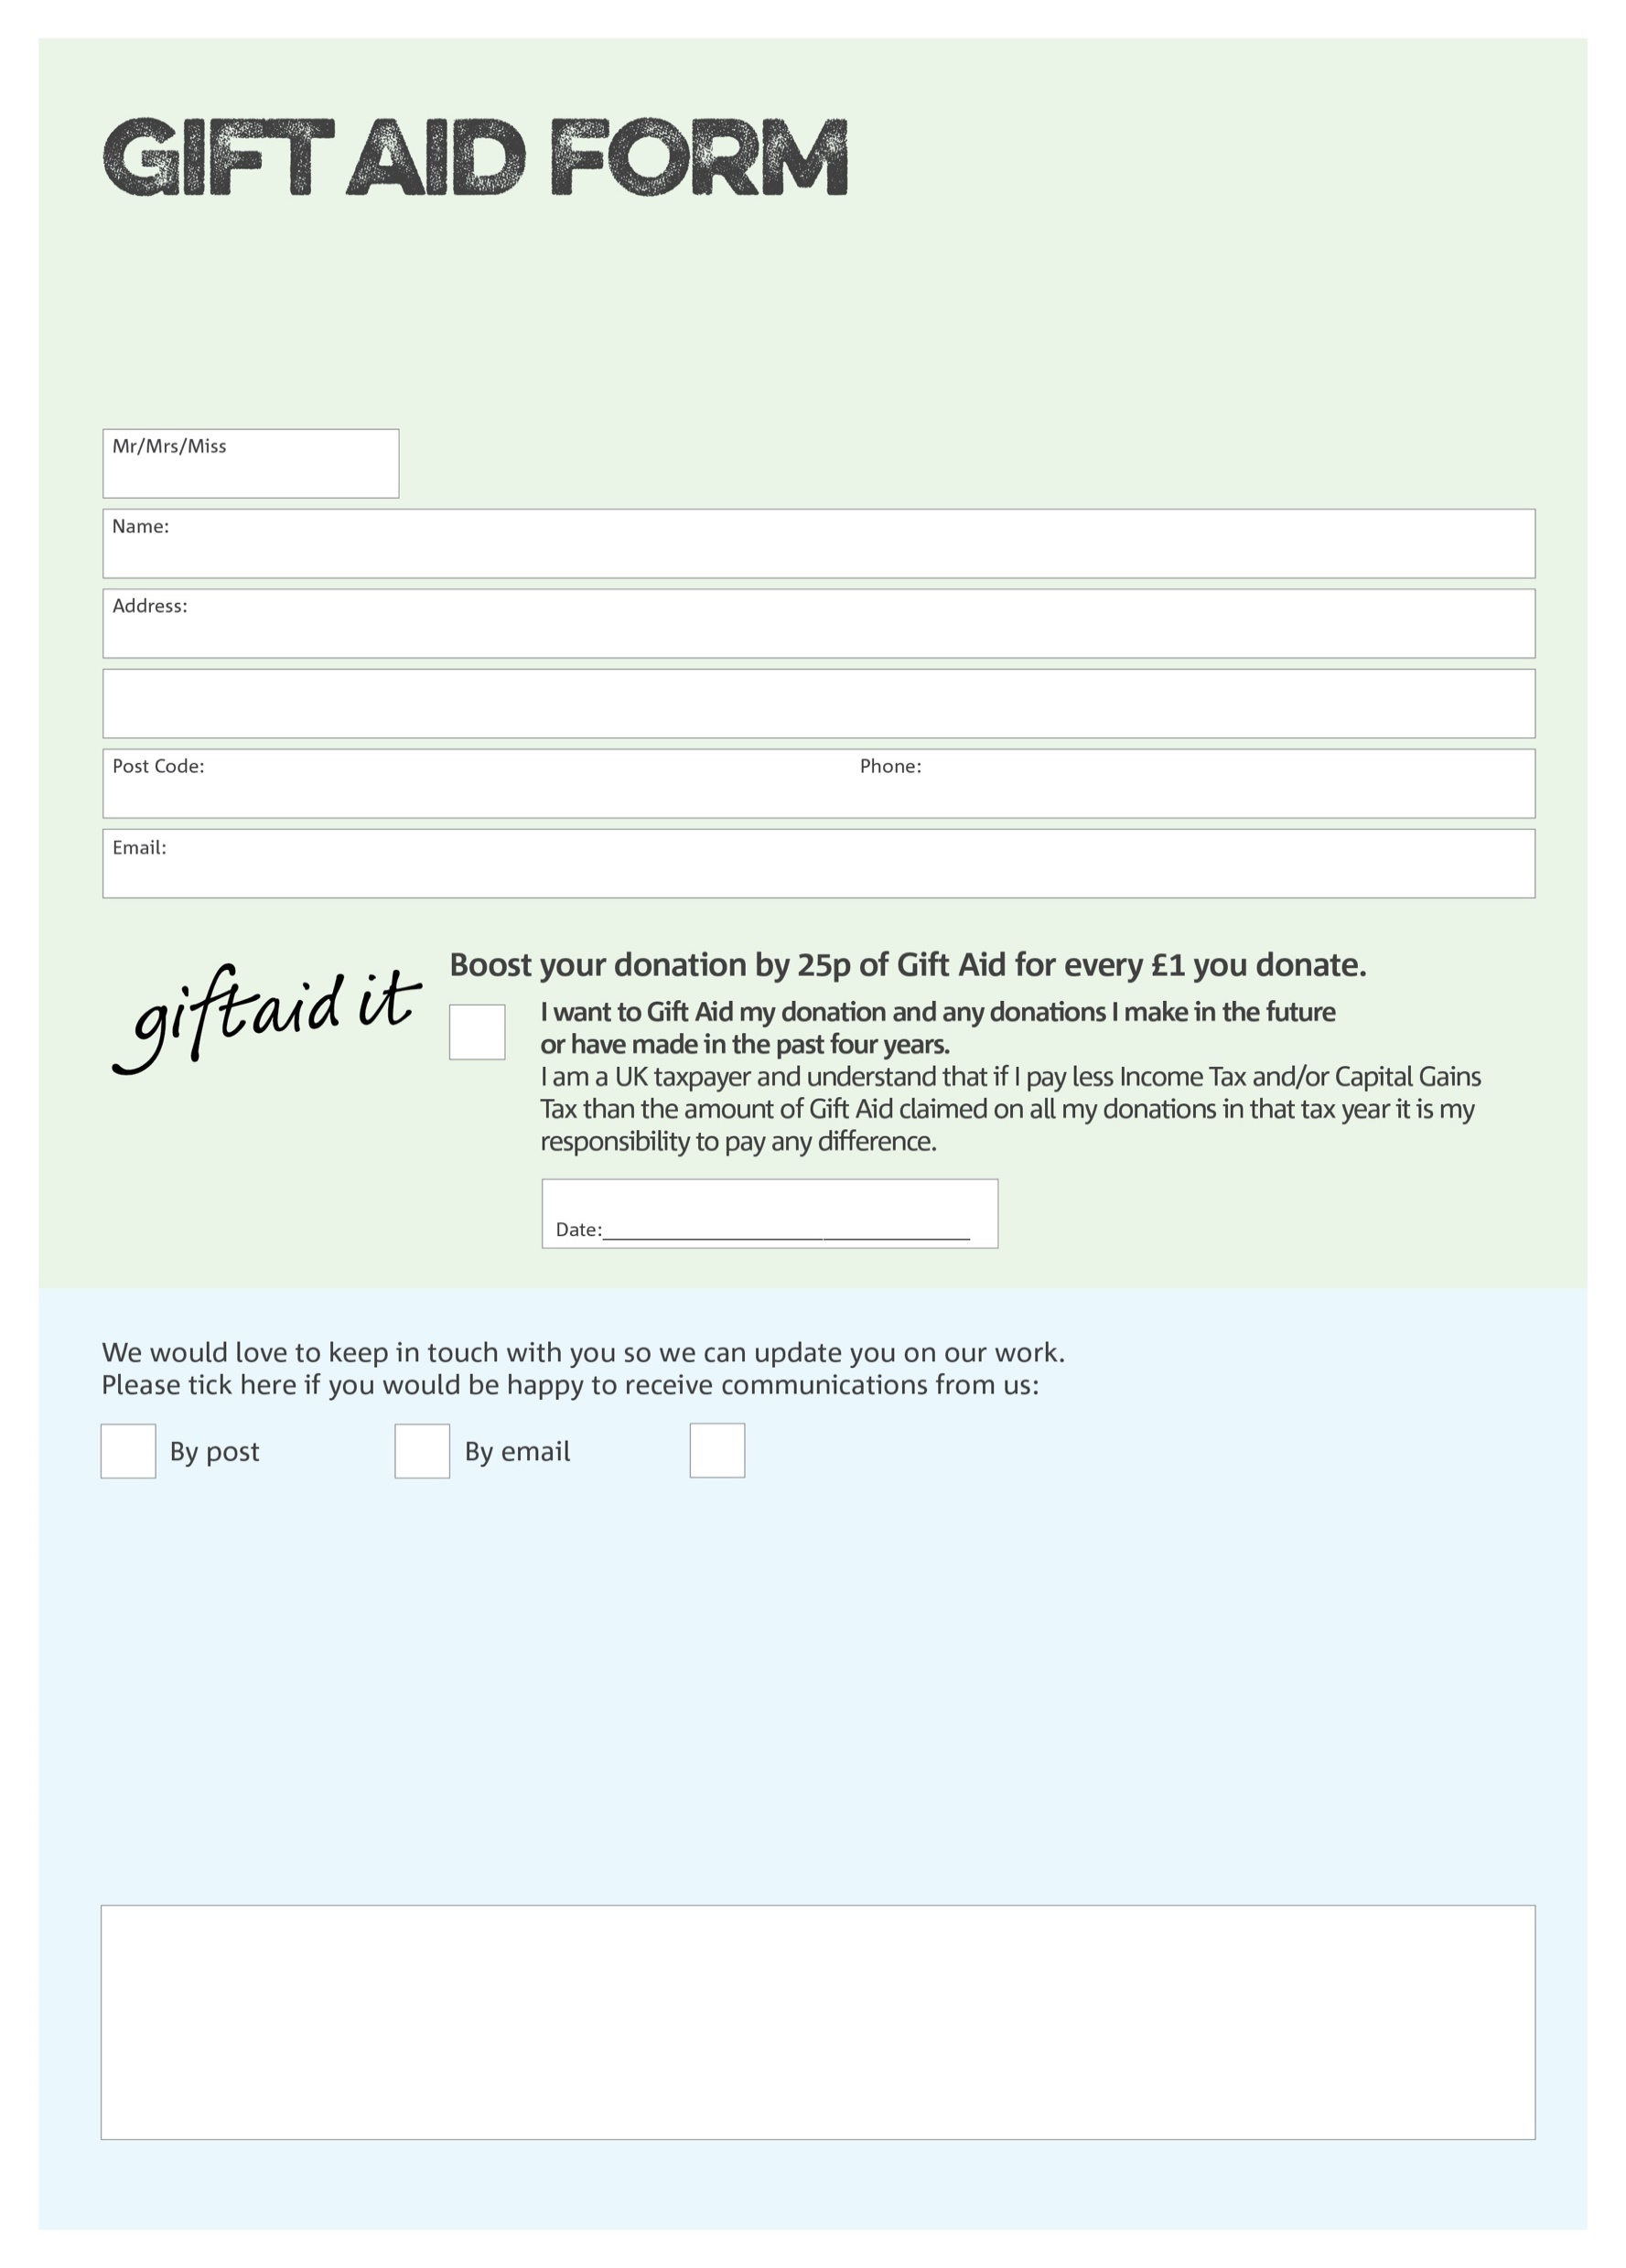 GIFT AID FORM
Mr/Mrs/Miss
Name:
Address:
Post Code: Phone:
Email:
giftaid it
Boost your donation by 25p of Gift Aid for every £1 you donate.
I want to Gift Aid my donation and any donations I make in the future
or have made in the past four years.
I am a UK taxpayer and understand that if I pay less Income Tax and/or Capital Gains
Tax than the amount of Gift Aid claimed on all my donations in that tax year it is my
responsibility to pay any difference.
Date:
We would love to keep in touch with you so we can update you on our work.
Please tick here if you would be happy to receive communications from us:
By post By email